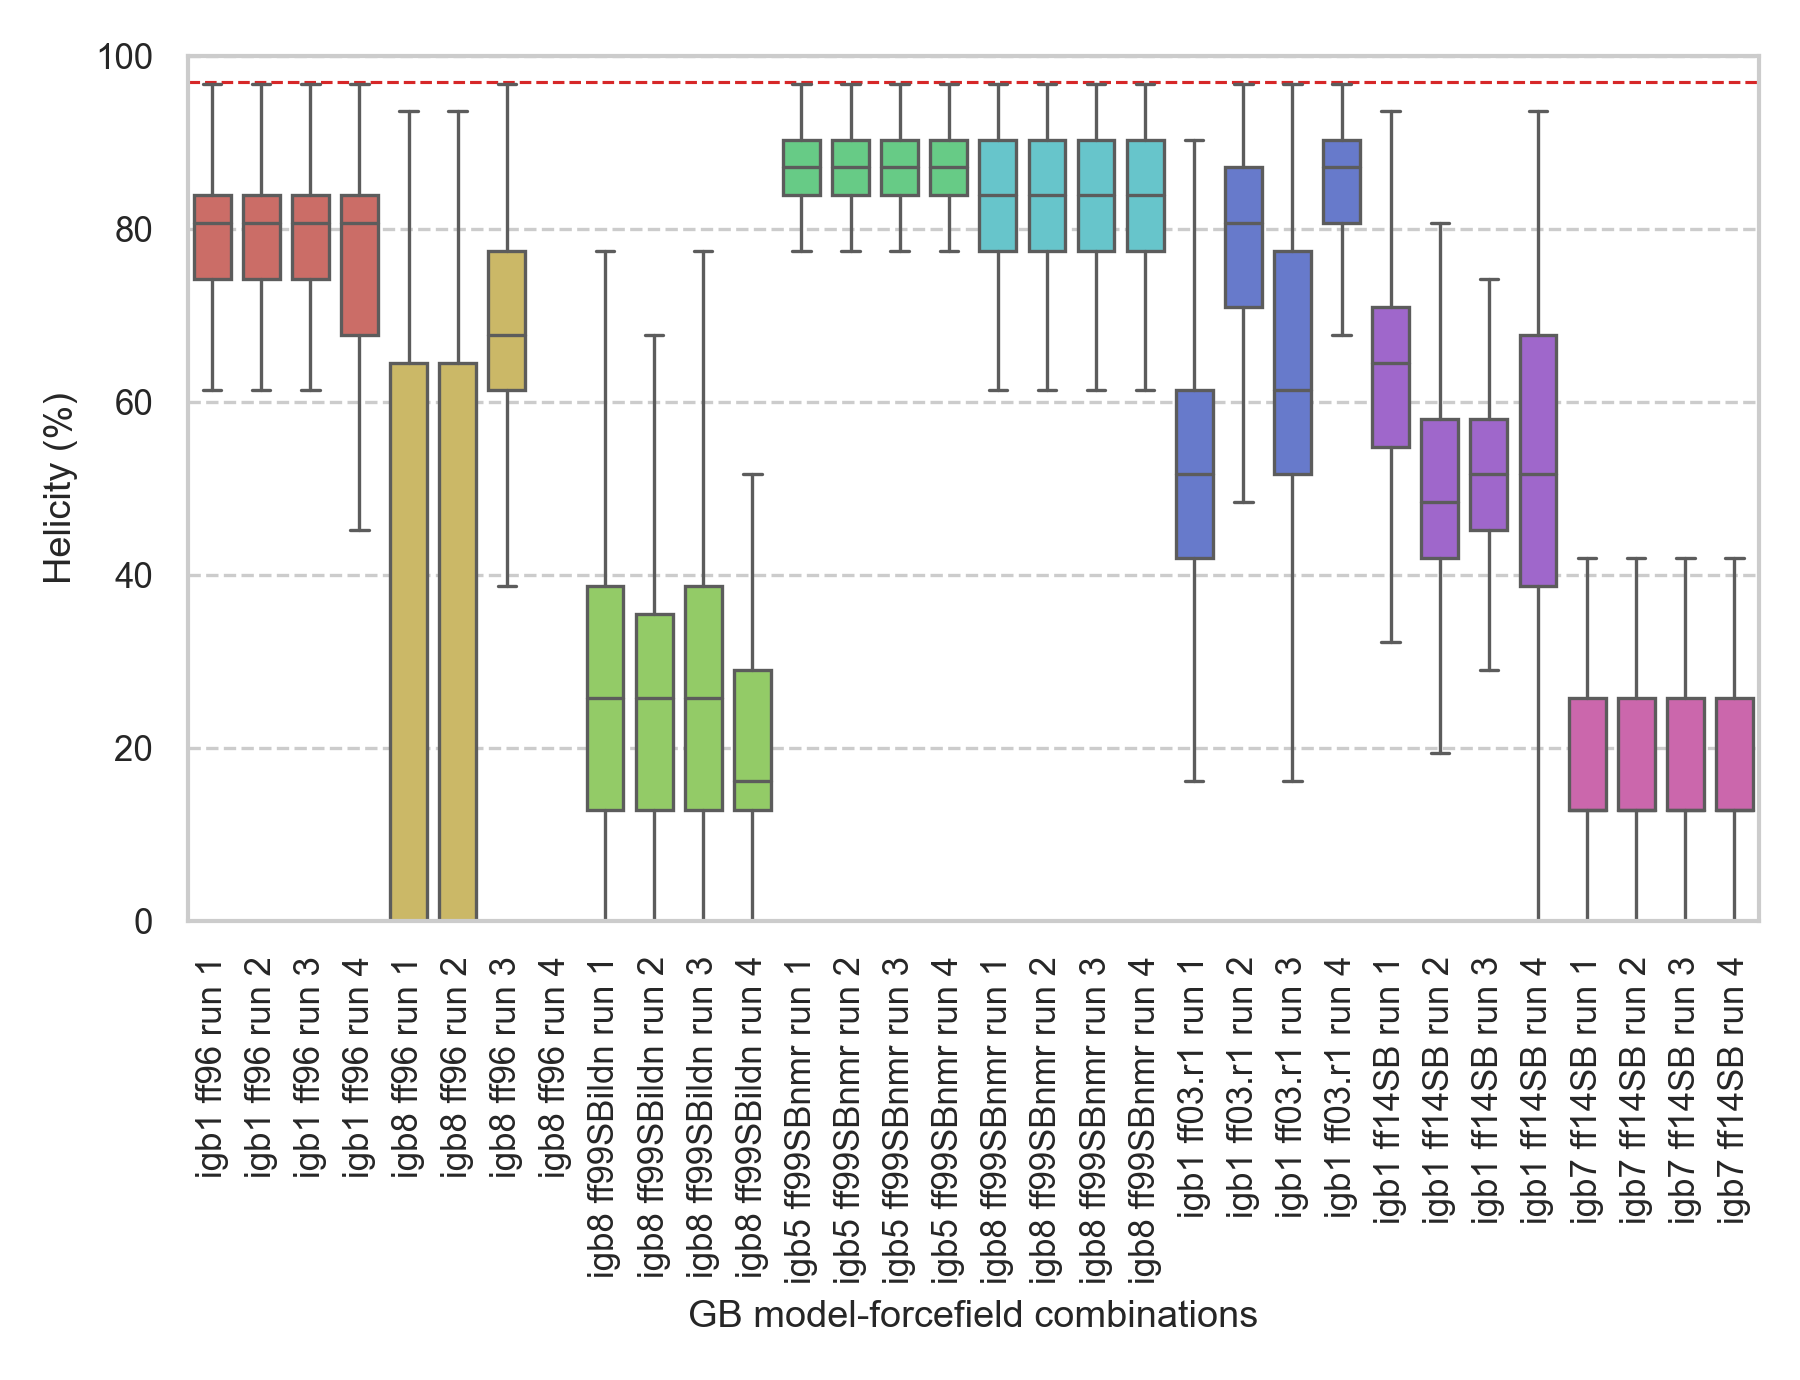 100
80
60
40
20
0
Helicity (%)
igb1 ff96 run 1
igb1 ff96 run 2
igb1 ff96 run 3
igb1 ff96 run 4
igb8 ff96 run 1
igb8 ff96 run 2
igb8 ff96 run 3
igb8 ff96 run 4
igb8 ff99SBildn run 1
igb8 ff99SBildn run 2
igb8 ff99SBildn run 3
igb8 ff99SBildn run 4
igb5 ff99SBnmr run 1
igb5 ff99SBnmr run 2
igb5 ff99SBnmr run 3
igb5 ff99SBnmr run 4
igb8 ff99SBnmr run 1
igb8 ff99SBnmr run 2
igb8 ff99SBnmr run 3
igb8 ff99SBnmr run 4
igb1 ff03.r1 run 1
igb1 ff03.r1 run 2
igb1 ff03.r1 run 3
igb1 ff03.r1 run 4
igb1 ff14SB run 1
igb1 ff14SB run 2
igb1 ff14SB run 3
igb1 ff14SB run 4
igb7 ff14SB run 1
igb7 ff14SB run 2
igb7 ff14SB run 3
igb7 ff14SB run 4
GB model-forcefield combinations